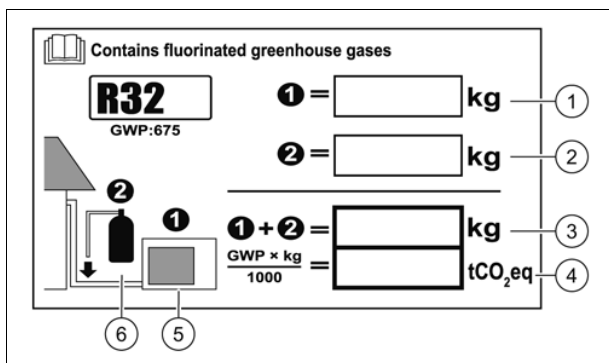 Contains fluorinated greenhouse gases
R32
GWP:675
❶ = kg
1
❷ = kg
2
❷
❶
❶+❷ = kg
3
GWP × kg
1000
= tCO₂eq
4
6
5